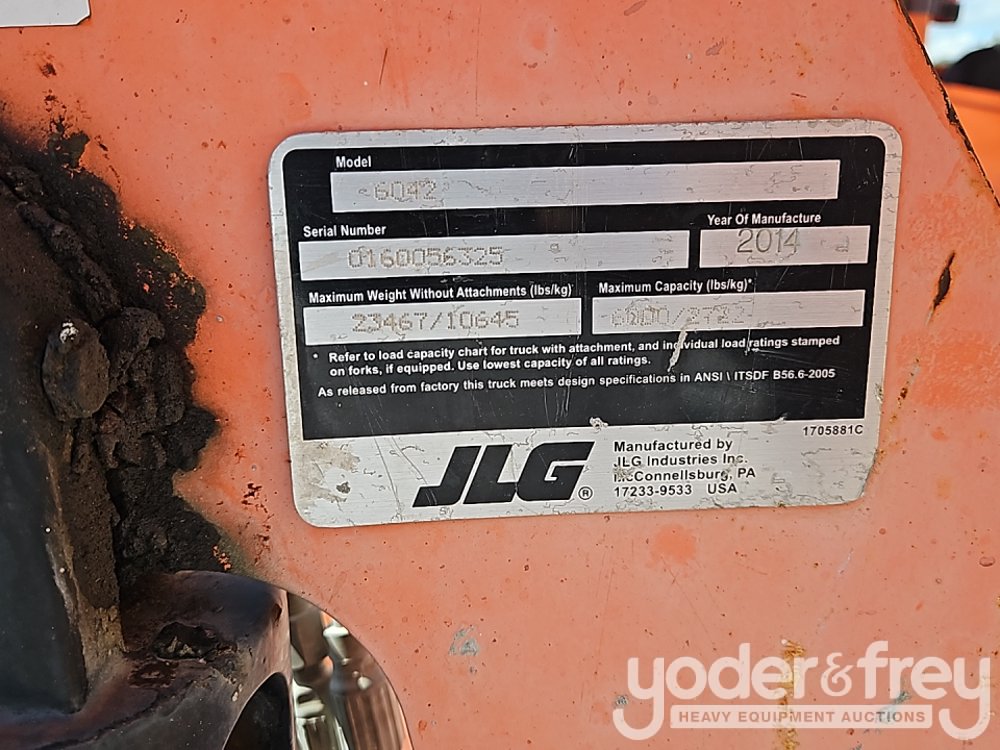 Model
6042
Serial Number
Year Of Manufacture
0160056325
2014
Maximum Weight Without Attachments (lbs/kg)
Maximum Capacity (lbs/kg)*
23467/10645
6000/2722
* Refer to load capacity chart for truck with attachment, and individual load ratings stamped
on forks, if equipped. Use lowest capacity of all ratings.
As released from factory this truck meets design specifications in ANSI \ ITSDF B56.6-2005
1705881C
JLG®
Manufactured by
JLG Industries Inc.
McConnellsburg, PA
17233-9533 USA
yoder&frey
HEAVY EQUIPMENT AUCTIONS